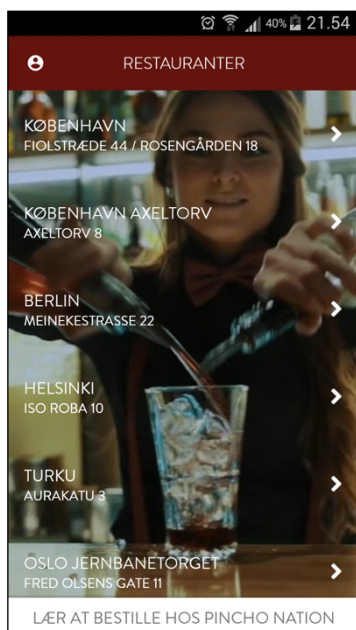 40% 21.54
RESTAURANTER
KØBENHAVN
FIOLSTRÆDE 44 / ROSENGÅRDEN 18
KØBENHAVN AXELTORV
AXELTORV 8
BERLIN
MEINEKESTRASSE 22
HELSINKI
ISO ROBA 10
TURKU
AURAKATU 3
OSLO JERNBANETORGET
FRED OLSENS GATE 11
LÆR AT BESTILLE HOS PINCHO NATION